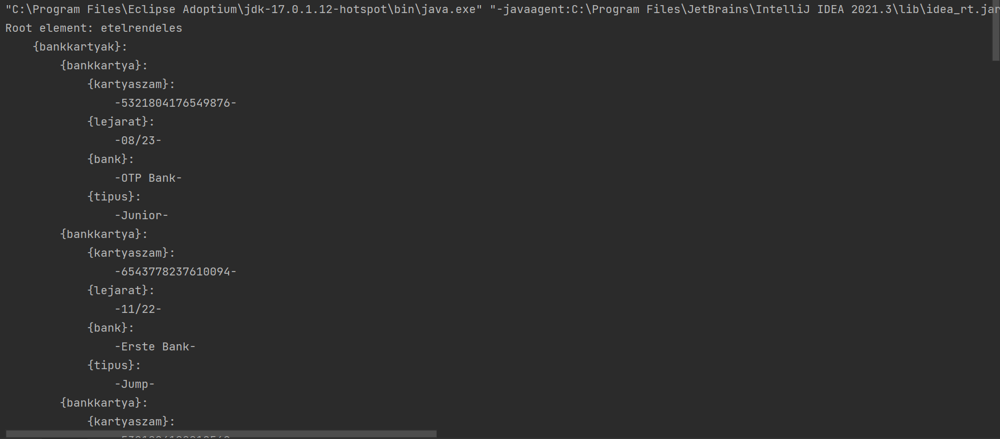 "C:\Program Files\Eclipse Adoptium\jdk-17.0.1.12-hotspot\bin\java.exe" "-javaagent:C:\Program Files\JetBrains\IntelliJ IDEA 2021.3\lib\idea_rt.jar
Root element: etelrendeles
    {bankkartyak}:
        {bankkartya}:
            {kartyaszam}:
                -5321804176549876-
            {lejarat}:
                -08/23-
            {bank}:
                -OTP Bank-
            {tipus}:
                -Junior-
        {bankkartya}:
            {kartyaszam}:
                -6543778237610094-
            {lejarat}:
                -11/22-
            {bank}:
                -Erste Bank-
            {tipus}:
                -Jump-
        {bankkartya}:
            {kartyaszam}: